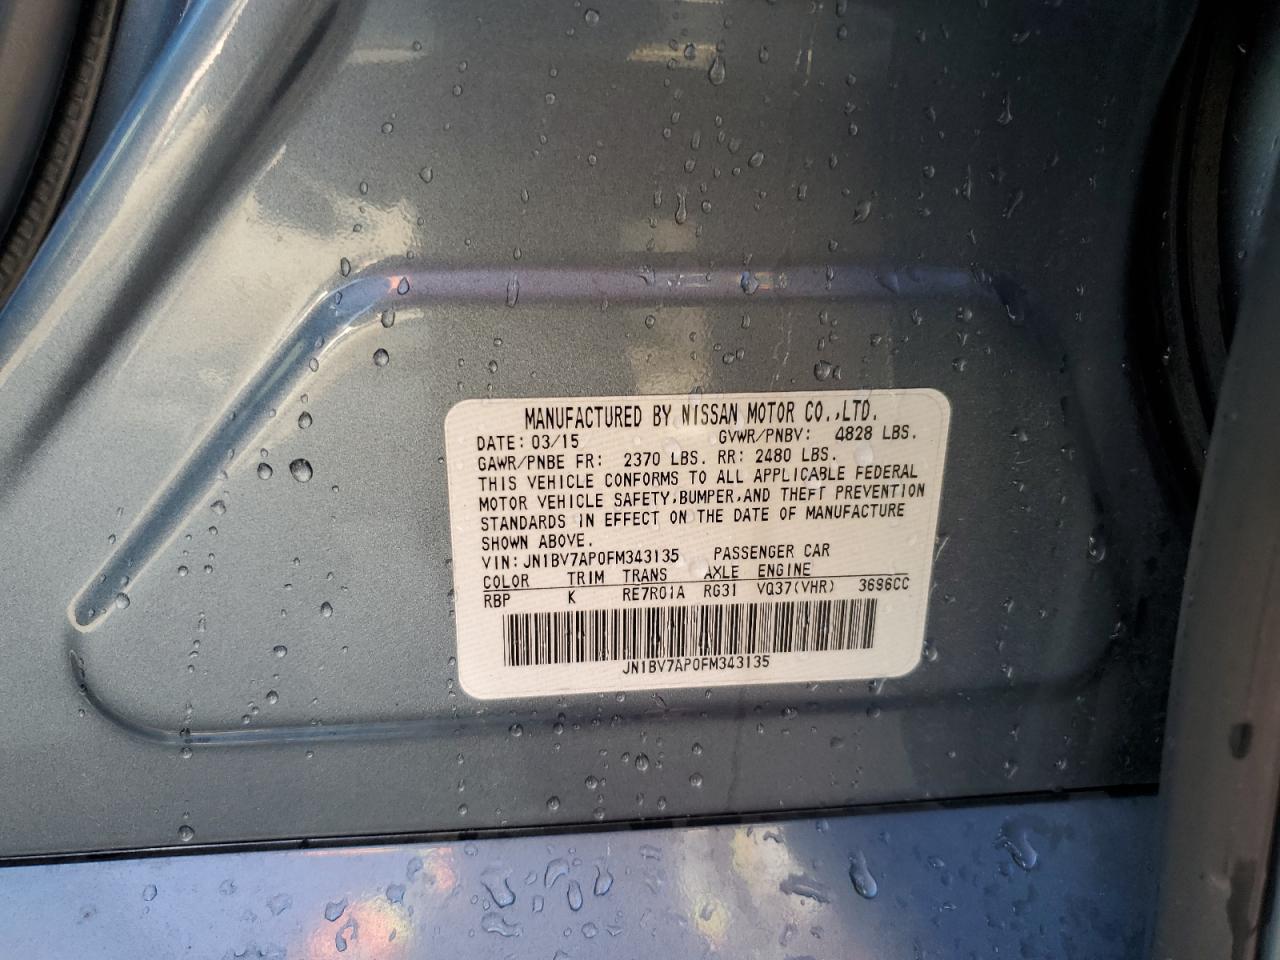 MANUFACTURED BY NISSAN MOTOR CO.,LTD.
DATE: 03/15 GVWR/PNBV: 4828 LBS.
GAWR/PNBE FR: 2370 LBS. RR: 2480 LBS.
THIS VEHICLE CONFORMS TO ALL APPLICABLE FEDERAL
MOTOR VEHICLE SAFETY,BUMPER,AND THEFT PREVENTION
STANDARDS IN EFFECT ON THE DATE OF MANUFACTURE
SHOWN ABOVE.
VIN: JN1BV7AP0FM343135 PASSENGER CAR
COLOR TRIM TRANS AXLE ENGINE
RBP K RE7R01A RG31 VQ37(VHR) 3696CC
JN1BV7AP0FM343135